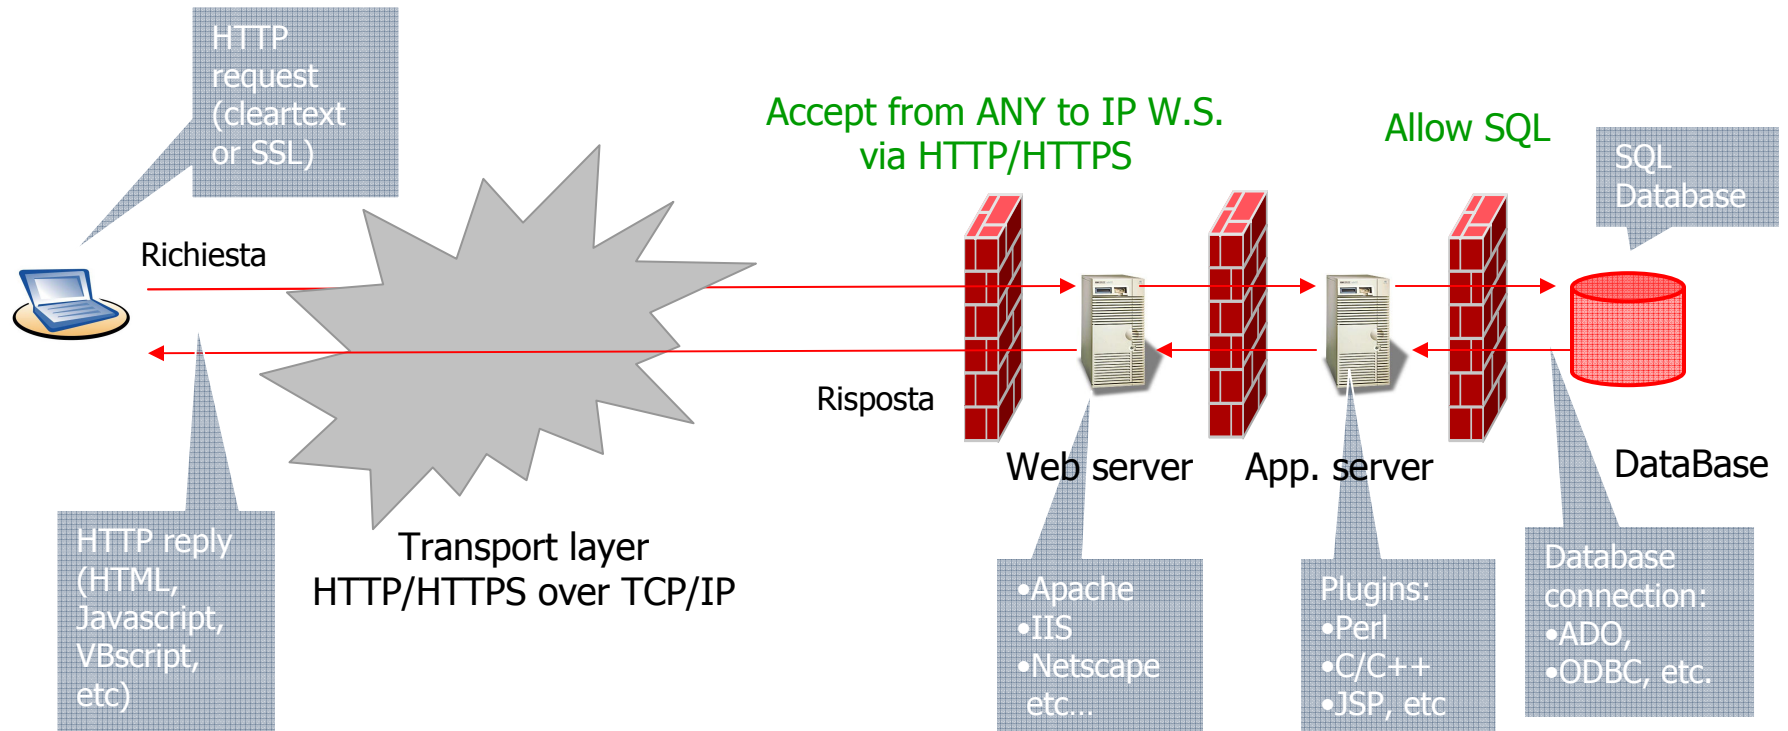 HTTP
request
(cleartext
or SSL)
Accept from ANY to IP W.S.
via HTTP/HTTPS
Allow SQL
SQL
Database
Richiesta
Risposta
Web server
App. server
DataBase
Transport layer
HTTP/HTTPS over TCP/IP
HTTP reply
(HTML,
Javascript,
VBscript,
etc)
•Apache
•IIS
•Netscape
etc…
Plugins:
•Perl
•C/C++
•JSP, etc
Database
connection:
•ADO,
•ODBC, etc.